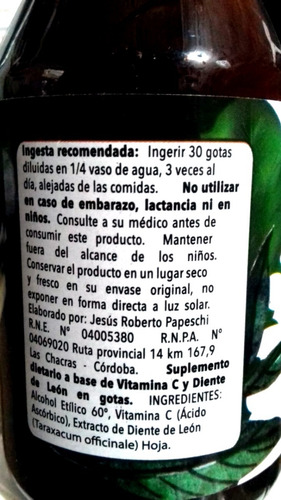 Ingesta recomendada: Ingerir 30 gotas
diluidas en 1/4 vaso de agua, 3 veces al
día, alejadas de las comidas. No utilizar
en caso de embarazo, lactancia ni en
niños. Consulte a su médico antes de
consumir este producto. Mantener
fuera del alcance de los niños.
Conservar el producto en un lugar seco
y fresco en su envase original, no
exponer en forma directa a luz solar.
Elaborado por: Jesús Roberto Papeschi
R.N.E. N° 04005380 R.N.P.A. N°
04069020 Ruta provincial 14 km 167,9
Las Chacras - Córdoba. Suplemento
dietario a base de Vitamina C y Diente
de León en gotas. INGREDIENTES:
Alcohol Etílico 60°, Vitamina C (Ácido
Ascórbico), Extracto de Diente de León
(Taraxacum officinale) Hoja.